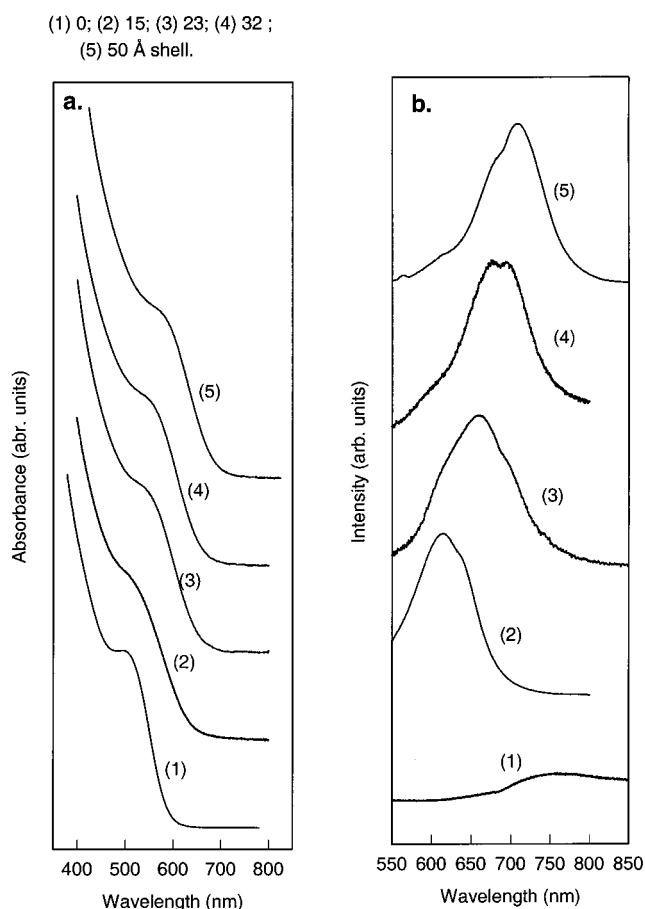 (1) 0; (2) 15; (3) 23; (4) 32 ;
(5) 50 Å shell.
a.
(5)
(4)
(3)
(2)
(1)
Absorbance (abr. units)
400 500 600 700 800
Wavelength (nm)
b.
(5)
(4)
(3)
(2)
(1)
Intensity (arb. units)
550 600 650 700 750 800 850
Wavelength (nm)